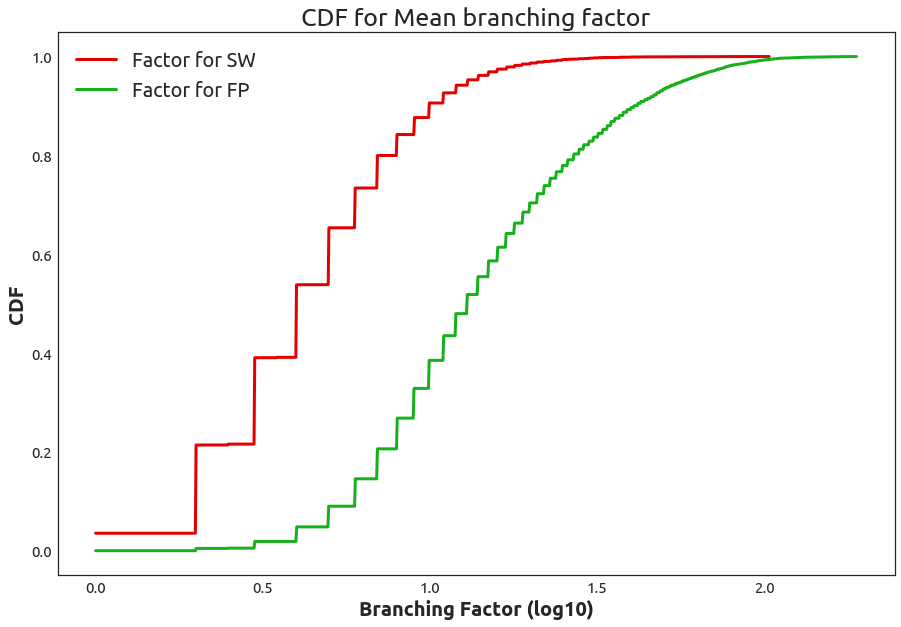 CDF for Mean branching factor
Factor for SW
Factor for FP
1.0
0.8
0.6
0.4
0.2
0.0
CDF
0.0 0.5 1.0 1.5 2.0
Branching Factor (log10)